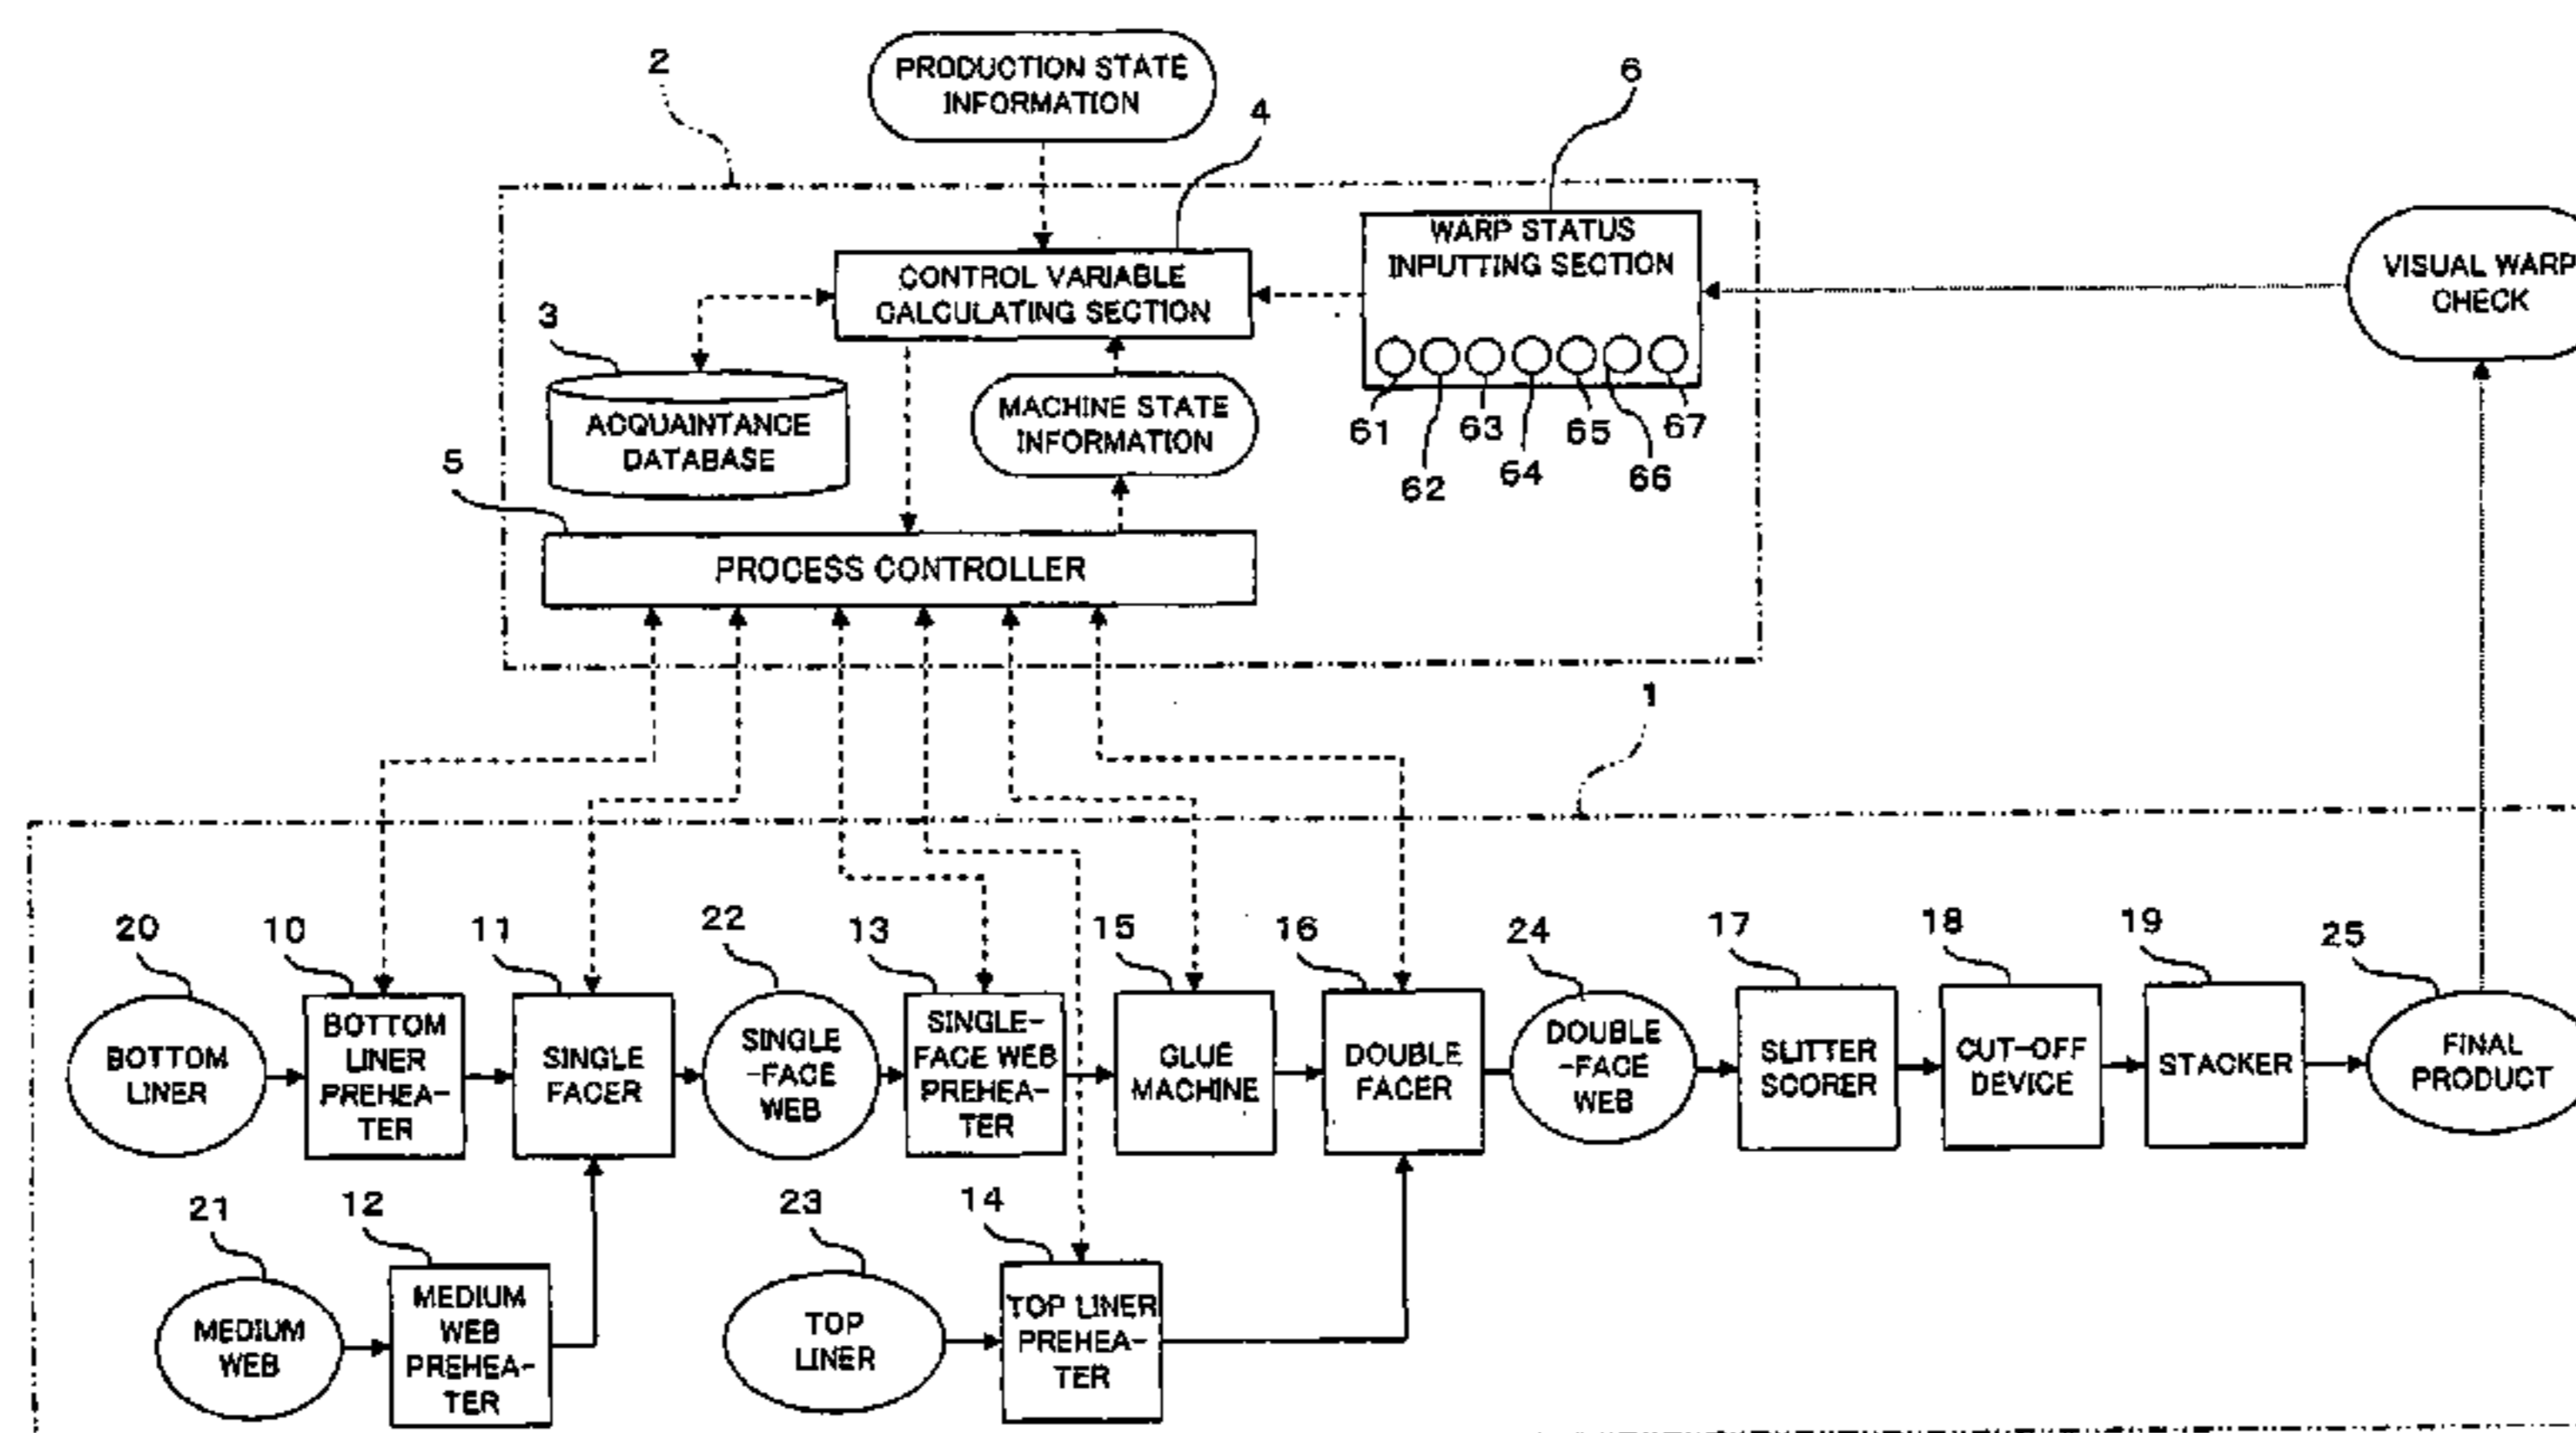 2
PRODUCTION STATE
INFORMATION
4
6
CONTROL VARIABLE
CALCULATING SECTION
WARP STATUS
INPUTTING SECTION
VISUAL WARP
CHECK
3
ACQUAINTANCE
DATABASE
MACHINE STATE
INFORMATION
61
62
63
64
65
66
67
5
PROCESS CONTROLLER
1
20
BOTTOM
LINER
10
BOTTOM
LINER
PREHEA-
TER
11
SINGLE
FACER
22
SINGLE
-FACE
WEB
13
SINGLE-
FACE WEB
PREHEA-
TER
15
GLUE
MACHINE
16
DOUBLE
FACER
24
DOUBLE
-FACE
WEB
17
SLITTER
SCORER
18
CUT-OFF
DEVICE
19
STACKER
25
FINAL
PRODUCT
21
MEDIUM
WEB
12
MEDIUM
WEB
PREHEA-
TER
23
TOP
LINER
14
TOP LINER
PREHEA-
TER